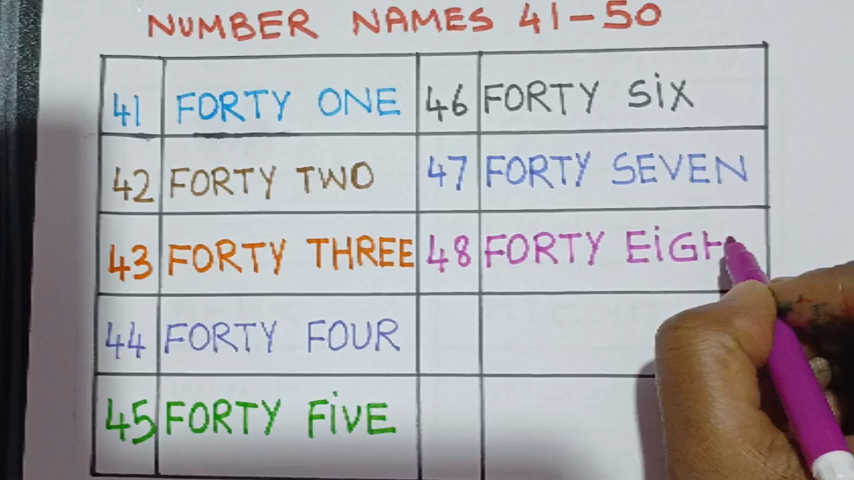 NUMBER NAMES 41-50
41 FORTY ONE
42 FORTY TWO
43 FORTY THREE
44 FORTY FOUR
45 FORTY FiVE
46 FORTY SiX
47 FORTY SEVEN
48 FORTY EiGH